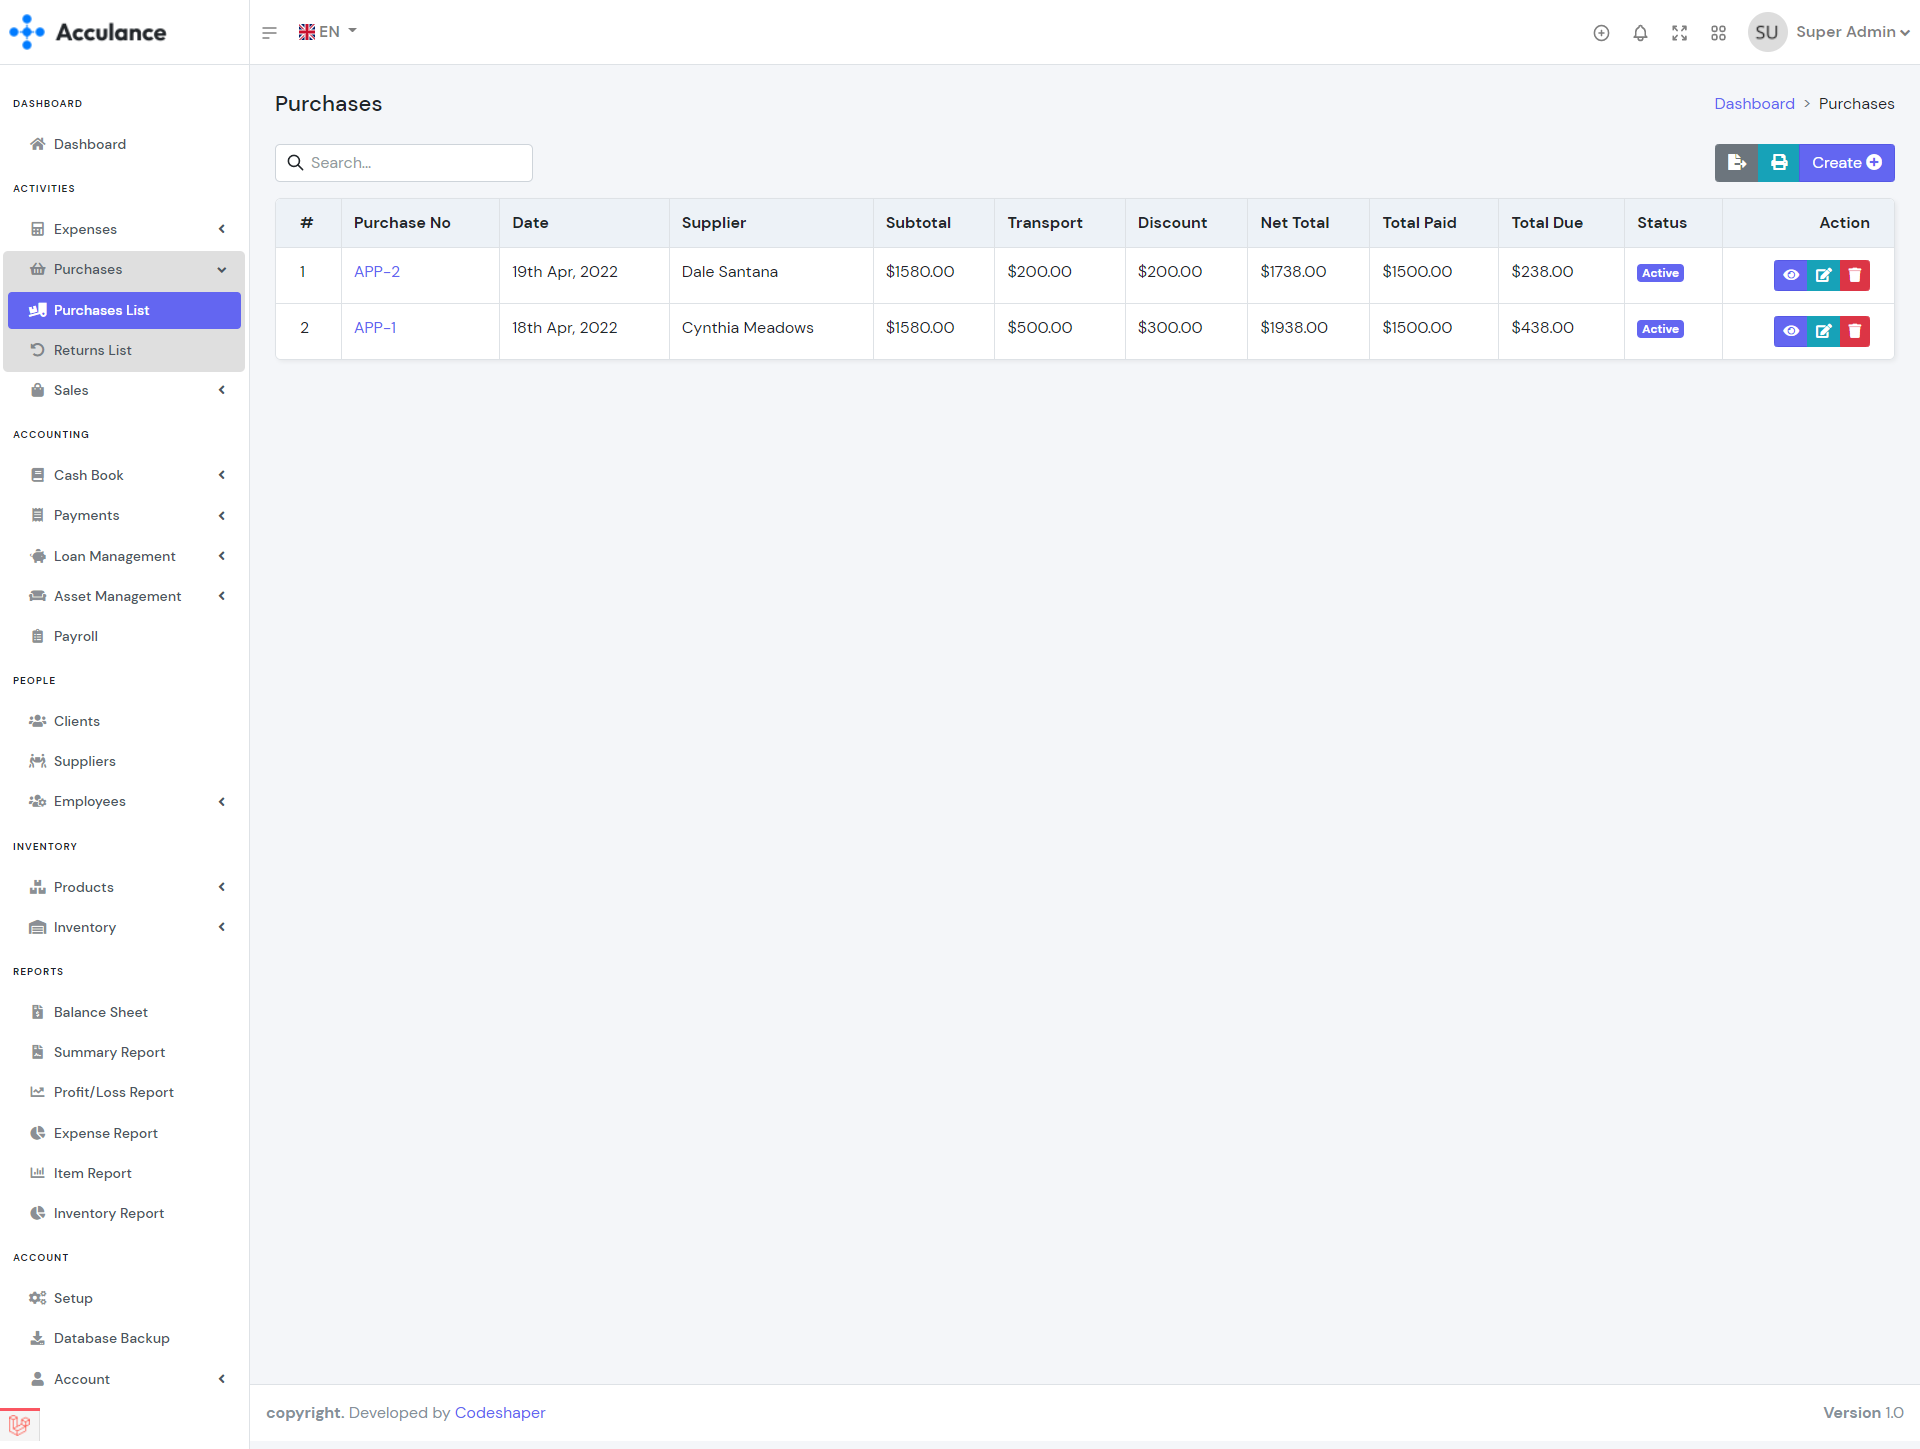 Acculance
EN
SU
Super Admin
DASHBOARD
Dashboard
ACTIVITIES
Expenses
Purchases
Purchases List
Returns List
Sales
ACCOUNTING
Cash Book
Payments
Loan Management
Asset Management
Payroll
PEOPLE
Clients
Suppliers
Employees
INVENTORY
Products
Inventory
REPORTS
Balance Sheet
Summary Report
Profit/Loss Report
Expense Report
Item Report
Inventory Report
ACCOUNT
Setup
Database Backup
Account
Purchases
Dashboard > Purchases
Search...
Create
# Purchase No Date Supplier Subtotal Transport Discount Net Total Total Paid Total Due Status Action
1 APP-2 19th Apr, 2022 Dale Santana $1580.00 $200.00 $200.00 $1738.00 $1500.00 $238.00 Active
2 APP-1 18th Apr, 2022 Cynthia Meadows $1580.00 $500.00 $300.00 $1938.00 $1500.00 $438.00 Active
copyright. Developed by Codeshaper
Version 1.0